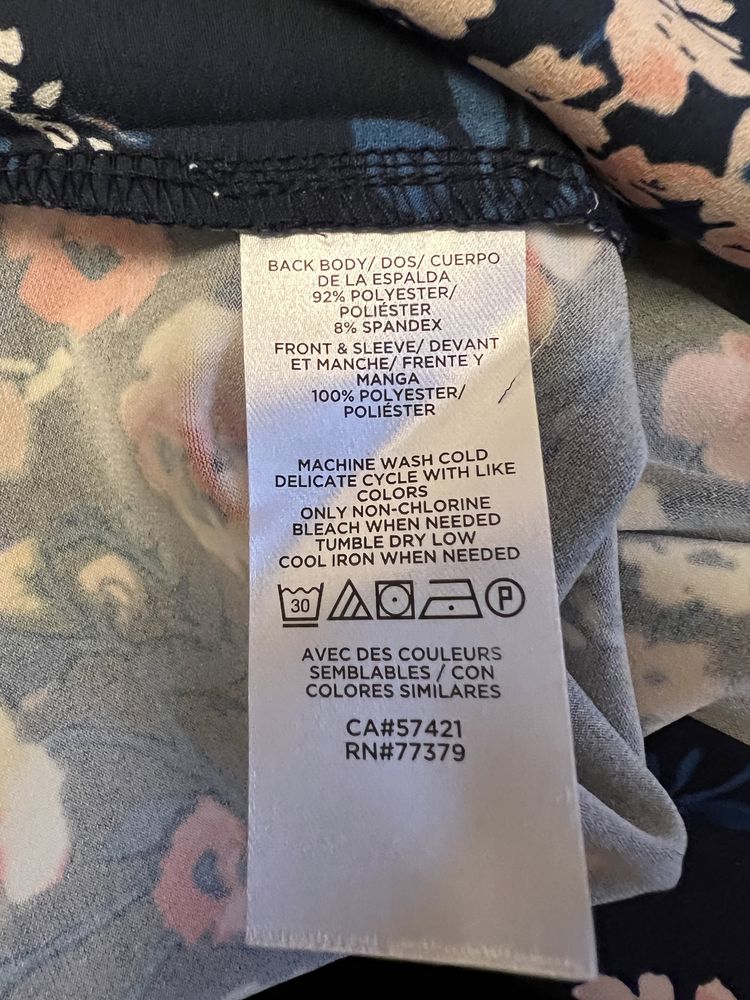 BACK BODY/ DOS/ CUERPO
DE LA ESPALDA
92% POLYESTER/
POLIÉSTER
8% SPANDEX
FRONT & SLEEVE/ DEVANT
ET MANCHE/ FRENTE Y
MANGA
100% POLYESTER/
POLIÉSTER
MACHINE WASH COLD
DELICATE CYCLE WITH LIKE
COLORS
ONLY NON-CHLORINE
BLEACH WHEN NEEDED
TUMBLE DRY LOW
COOL IRON WHEN NEEDED
30 P
AVEC DES COULEURS
SEMBLABLES / CON
COLORES SIMILARES
CA#57421
RN#77379